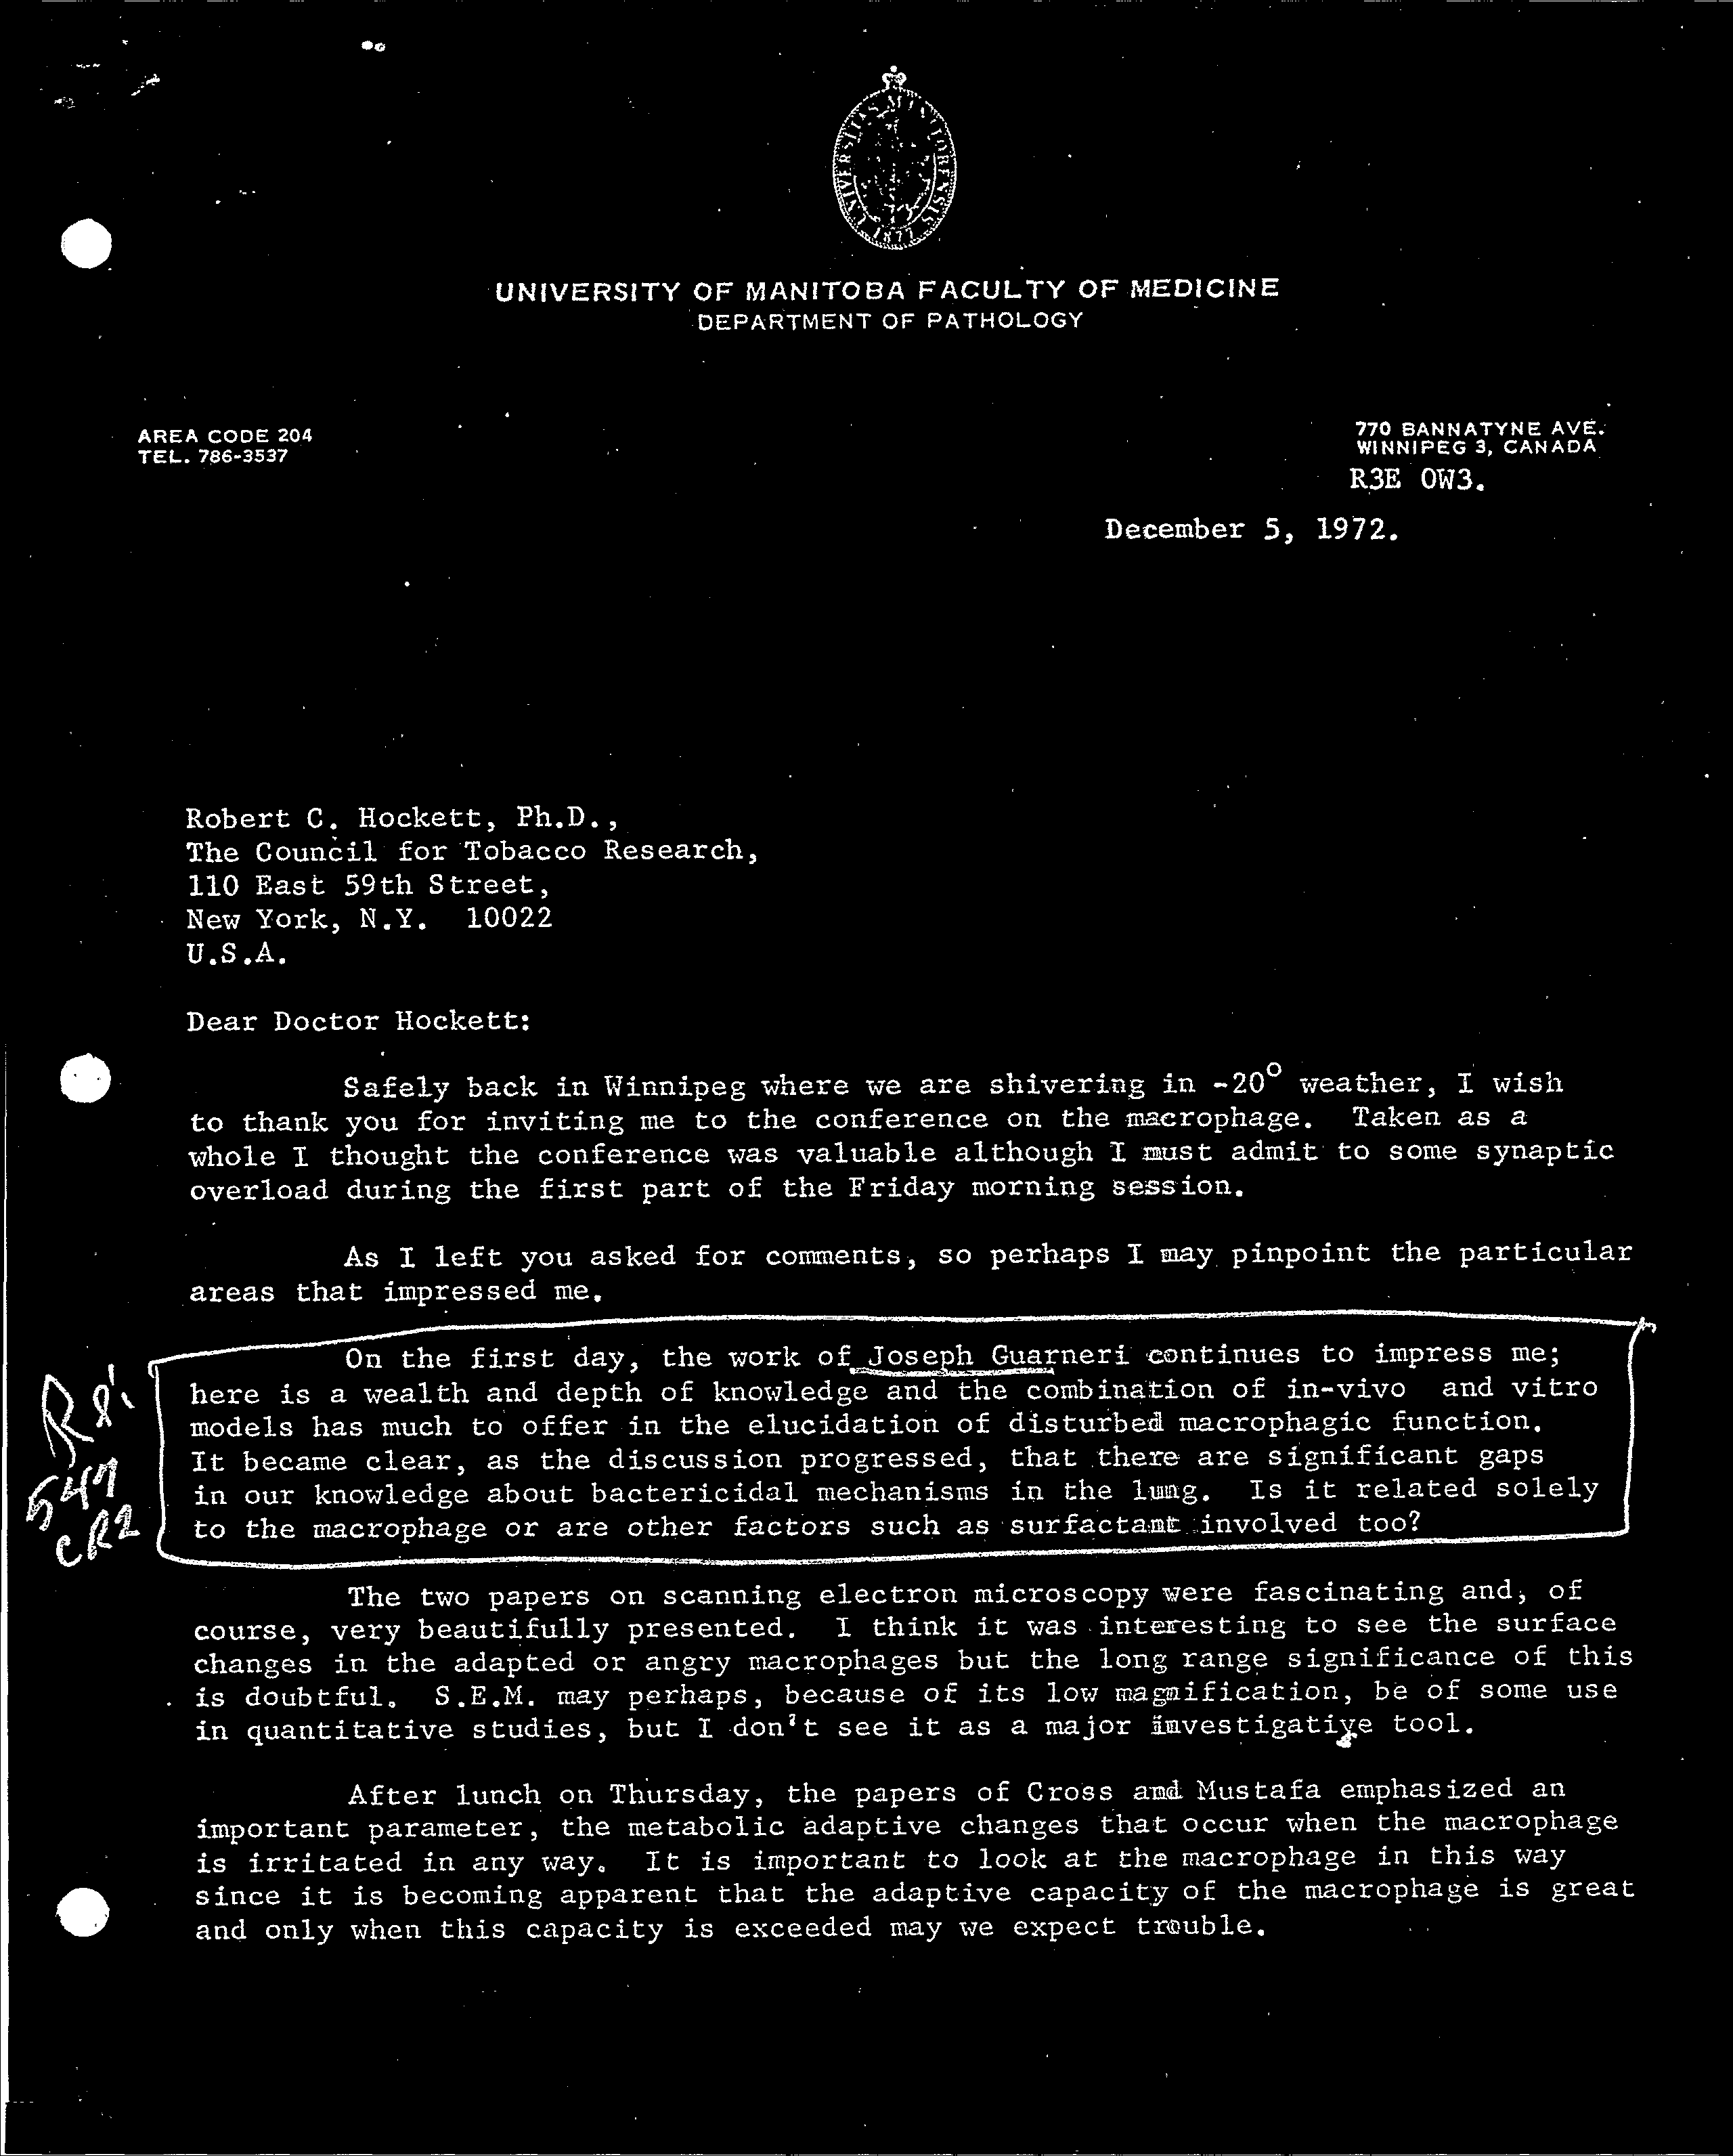 UNIVERSITAS MANITOBENSIS
1877
UNIVERSITY OF MANITOBA FACULTY OF MEDICINE
DEPARTMENT OF PATHOLOGY
AREA CODE 204
TEL. 786-3537
770 BANNATYNE AVE.
WINNIPEG 3, CANADA
R3E 0W3.
December 5, 1972.
Robert C. Hockett, Ph.D.,
The Council for Tobacco Research,
110 East 59th Street,
New York, N.Y. 10022
U.S.A.
Dear Doctor Hockett:
Safely back in Winnipeg where we are shivering in -20° weather, I wish
to thank you for inviting me to the conference on the macrophage. Taken as a
whole I thought the conference was valuable although I must admit to some synaptic
overload during the first part of the Friday morning session.
As I left you asked for comments, so perhaps I may pinpoint the particular
areas that impressed me.
On the first day, the work of Joseph Guarneri continues to impress me;
here is a wealth and depth of knowledge and the combination of in-vivo and vitro
models has much to offer in the elucidation of disturbed macrophagic function.
It became clear, as the discussion progressed, that there are significant gaps
in our knowledge about bactericidal mechanisms in the lung. Is it related solely
to the macrophage or are other factors such as surfactant involved too?
CR2
The two papers on scanning electron microscopy were fascinating and, of
course, very beautifully presented. I think it was interesting to see the surface
changes in the adapted or angry macrophages but the long range significance of this
is doubtful. S.E.M. may perhaps, because of its low magnification, be of some use
in quantitative studies, but I don't see it as a major investigative tool.
After lunch on Thursday, the papers of Cross and Mustafa emphasized an
important parameter, the metabolic adaptive changes that occur when the macrophage
is irritated in any way. It is important to look at the macrophage in this way
since it is becoming apparent that the adaptive capacity of the macrophage is great
and only when this capacity is exceeded may we expect trouble.